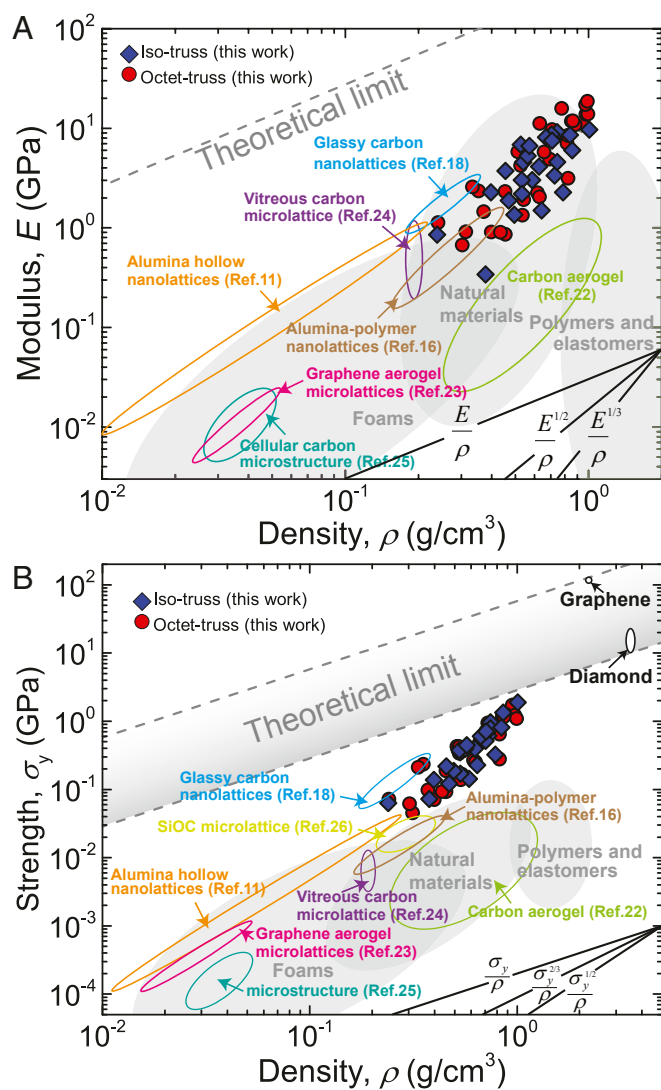 A
Iso-truss (this work)
Octet-truss (this work)
Theoretical limit
Glassy carbon
nanolattices (Ref.18)
Vitreous carbon
microlattice (Ref.24)
Alumina hollow
nanolattices (Ref.11)
Natural
materials
Carbon aerogel
(Ref.22)
Alumina-polymer
nanolattices (Ref.16)
Polymers and
elastomers
Graphene aerogel
microlattices (Ref.23)
Foams
Cellular carbon
microstructure (Ref.25)
E/ρ
E^1/2/ρ
E^1/3/ρ
Modulus, E (GPa)
10^2
10^1
10^0
10^-1
10^-2
10^-2
10^-1
10^0
Density, ρ (g/cm^3)
B
Iso-truss (this work)
Octet-truss (this work)
Graphene
Diamond
Theoretical limit
Glassy carbon
nanolattices (Ref.18)
Alumina-polymer
nanolattices (Ref.16)
SiOC microlattice (Ref.26)
Natural
materials
Polymers and
elastomers
Alumina hollow
nanolattices (Ref.11)
Vitreous carbon
microlattice (Ref.24)
Carbon aerogel (Ref.22)
Graphene aerogel
microlattices (Ref.23)
Foams
microstructure (Ref.25)
σ_y/ρ
σ_y^2/3/ρ
σ_y^1/2/ρ
Strength, σ_y (GPa)
10^2
10^1
10^0
10^-1
10^-2
10^-3
10^-4
10^-2
10^-1
10^0
Density, ρ (g/cm^3)